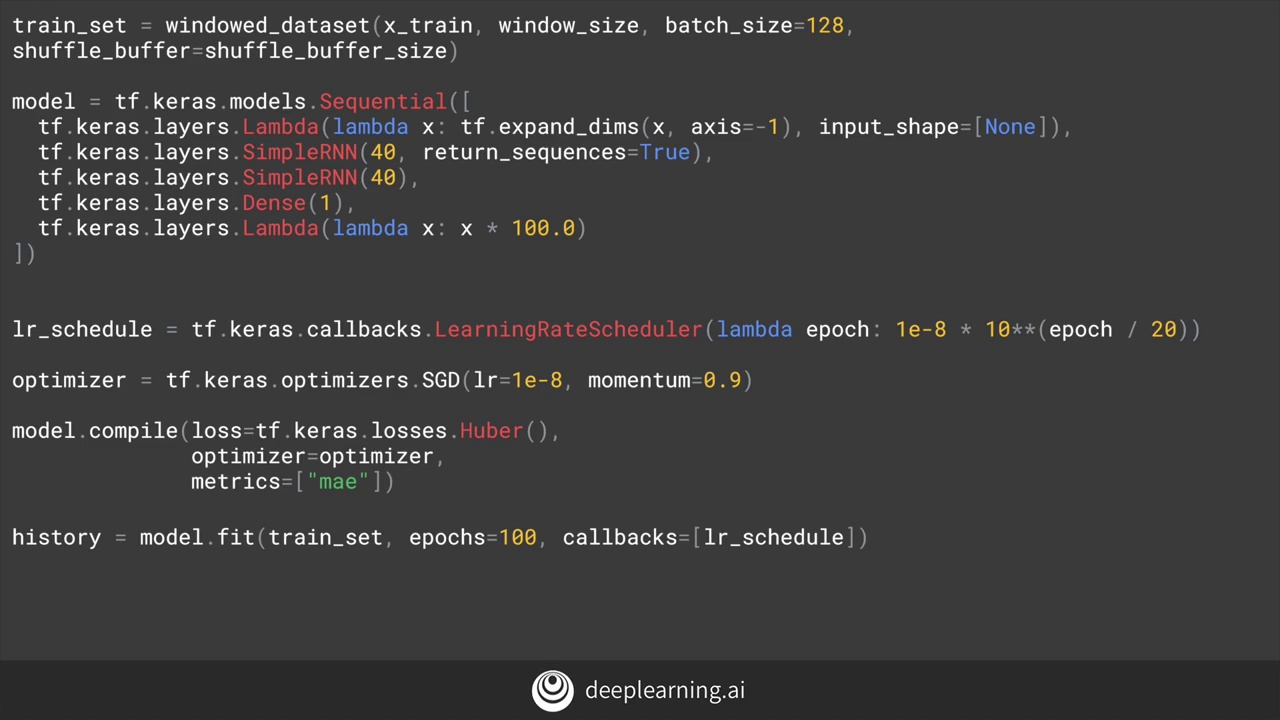 train_set = windowed_dataset(x_train, window_size, batch_size=128,
shuffle_buffer=shuffle_buffer_size)
model = tf.keras.models.Sequential([
  tf.keras.layers.Lambda(lambda x: tf.expand_dims(x, axis=-1), input_shape=[None]),
  tf.keras.layers.SimpleRNN(40, return_sequences=True),
  tf.keras.layers.SimpleRNN(40),
  tf.keras.layers.Dense(1),
  tf.keras.layers.Lambda(lambda x: x * 100.0)
])
lr_schedule = tf.keras.callbacks.LearningRateScheduler(lambda epoch: 1e-8 * 10**(epoch / 20))
optimizer = tf.keras.optimizers.SGD(lr=1e-8, momentum=0.9)
model.compile(loss=tf.keras.losses.Huber(),
              optimizer=optimizer,
              metrics=["mae"])
history = model.fit(train_set, epochs=100, callbacks=[lr_schedule])
deeplearning.ai